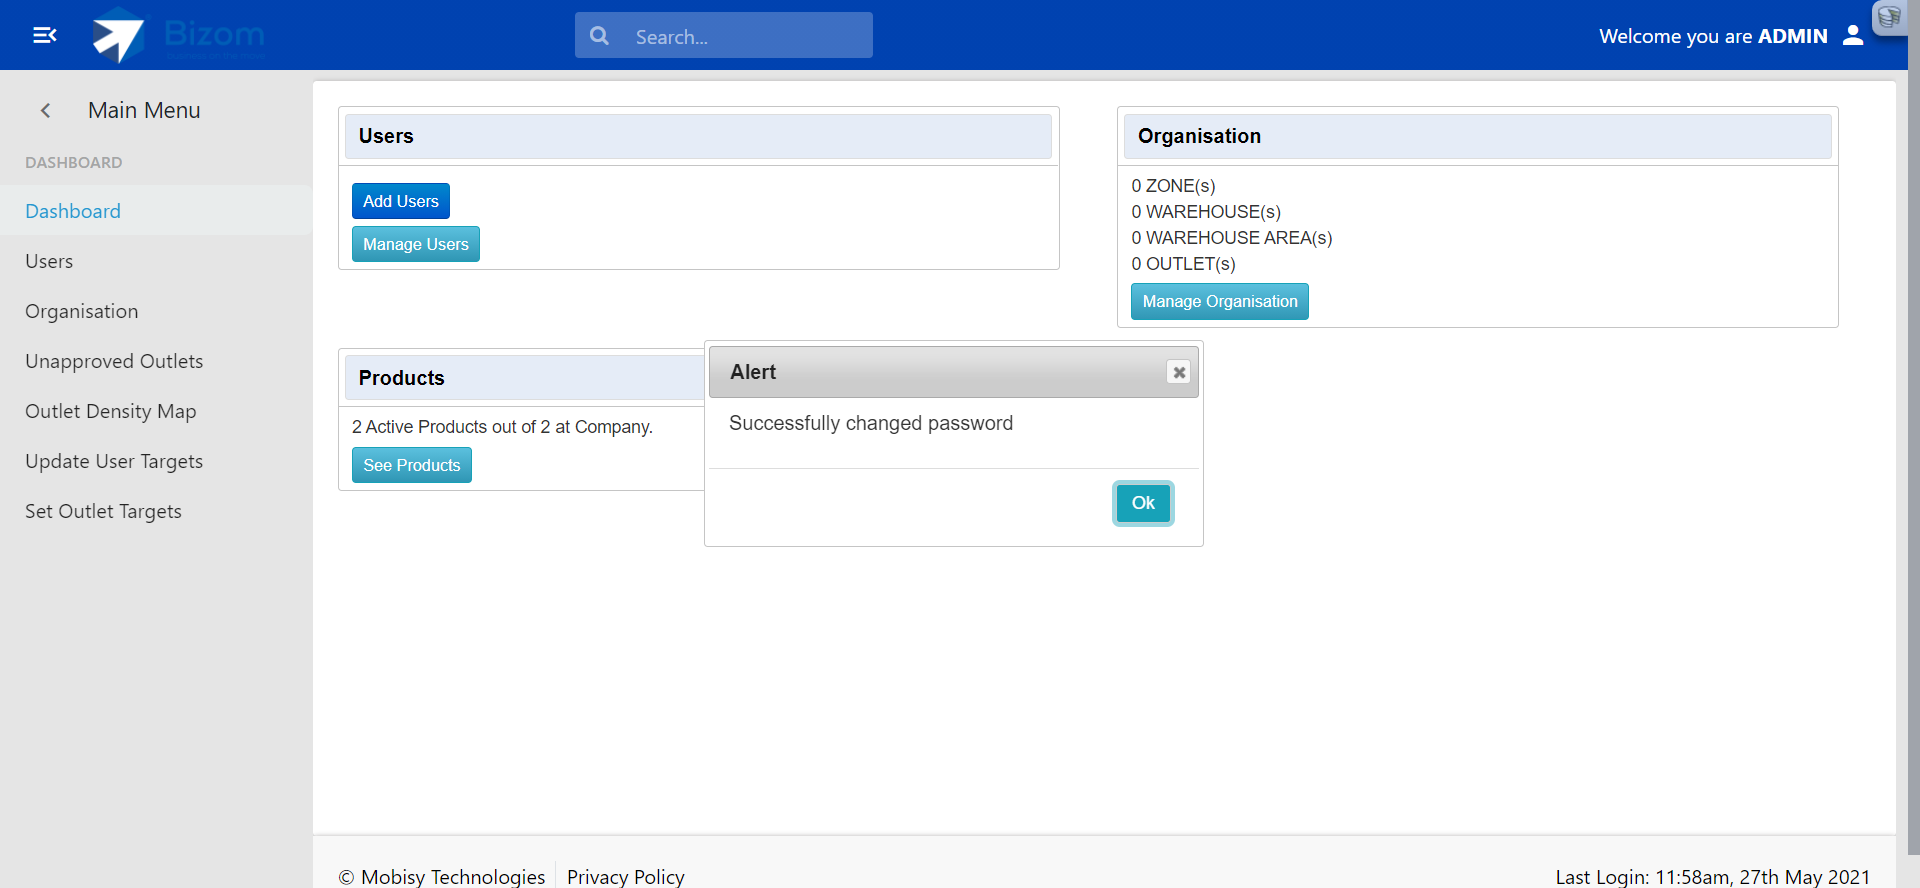 Bizom
Search...
Welcome you are ADMIN
Main Menu
DASHBOARD
Dashboard
Users
Organisation
Unapproved Outlets
Outlet Density Map
Update User Targets
Set Outlet Targets
Users
Add Users
Manage Users
Organisation
0 ZONE(s)
0 WAREHOUSE(s)
0 WAREHOUSE AREA(s)
0 OUTLET(s)
Manage Organisation
Products
2 Active Products out of 2 at Company.
See Products
Alert
Successfully changed password
Ok
© Mobisy Technologies
Privacy Policy
Last Login: 11:58am, 27th May 2021